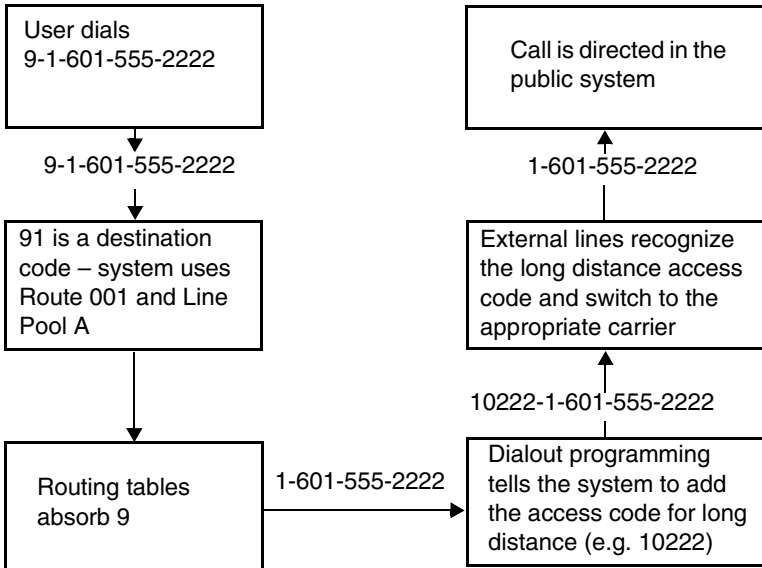 User dials
9-1-601-555-2222
9-1-601-555-2222
91 is a destination
code – system uses
Route 001 and Line
Pool A
Routing tables
absorb 9
1-601-555-2222
Dialout programming
tells the system to add
the access code for long
distance (e.g. 10222)
10222-1-601-555-2222
External lines recognize
the long distance access
code and switch to the
appropriate carrier
1-601-555-2222
Call is directed in the
public system